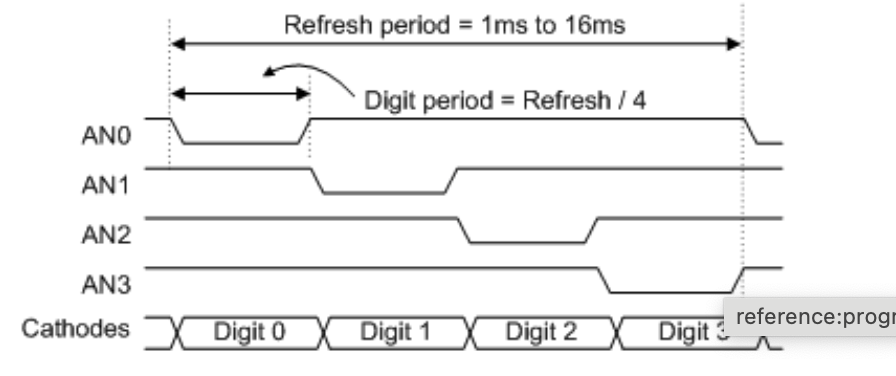 Refresh period = 1ms to 16ms
Digit period = Refresh / 4
AN0
AN1
AN2
AN3
Cathodes
Digit 0 Digit 1 Digit 2 Digit 3
reference:progr